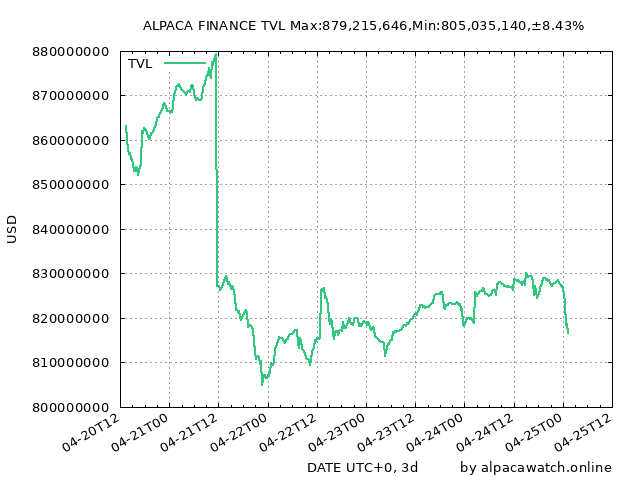 ALPACA FINANCE TVL Max:879,215,646,Min:805,035,140,±8.43%
880000000
TVL
870000000
860000000
850000000
840000000
USD
830000000
820000000
810000000
800000000
04-20T12
04-21T00
04-21T12
04-22T00
04-22T12
04-23T00
04-23T12
04-24T00
04-24T12
04-25T00
04-25T12
DATE UTC+0, 3d
by alpacawatch.online